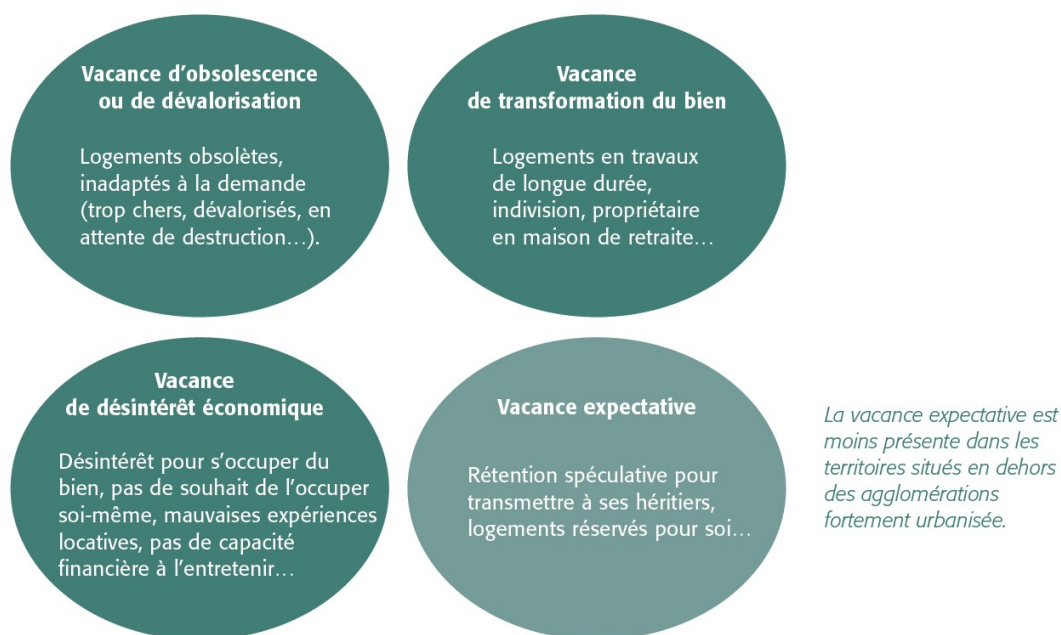 Vacance d'obsolescence
ou de dévalorisation
Logements obsolètes,
inadaptés à la demande
(trop chers, dévalorisés, en
attente de destruction…).
Vacance
de transformation du bien
Logements en travaux
de longue durée,
indivision, propriétaire
en maison de retraite…
Vacance
de désintérêt économique
Désintérêt pour s'occuper du
bien, pas de souhait de l'occuper
soi-même, mauvaises expériences
locatives, pas de capacité
financière à l'entretenir…
Vacance expectative
Rétention spéculative pour
transmettre à ses héritiers,
logements réservés pour soi…
La vacance expectative est
moins présente dans les
territoires situés en dehors
des agglomérations
fortement urbanisée.